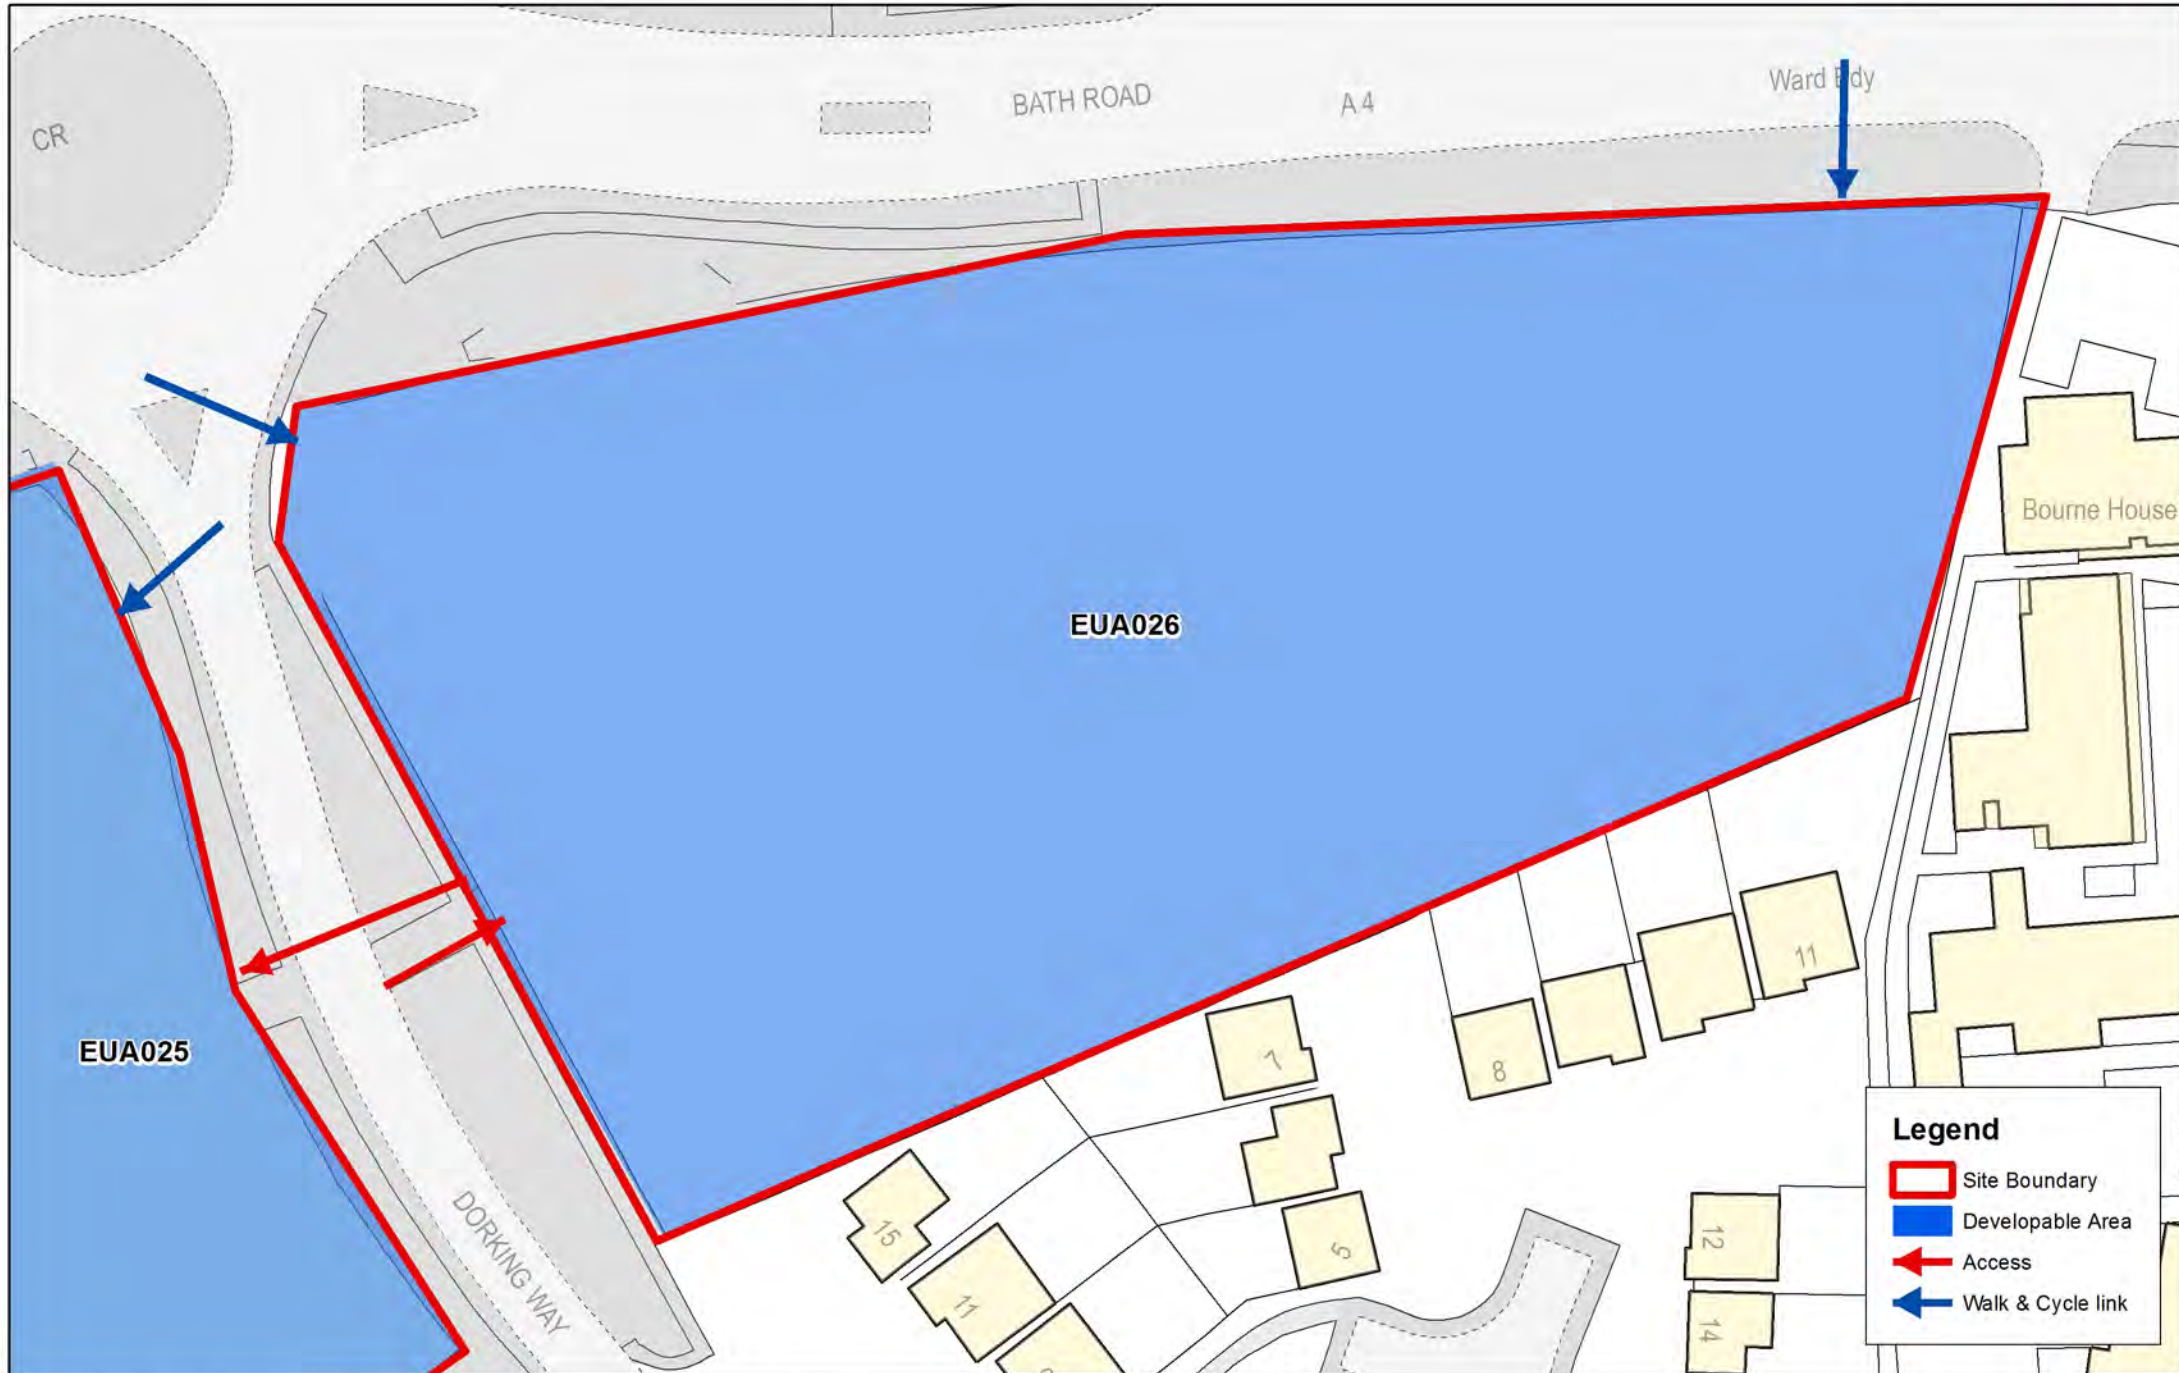 CR
BATH ROAD
A 4
Ward Bdy
Bourne House
EUA026
EUA025
DORKING WAY
7
8
11
15
11
5
12
14
Legend
Site Boundary
Developable Area
Access
Walk & Cycle link